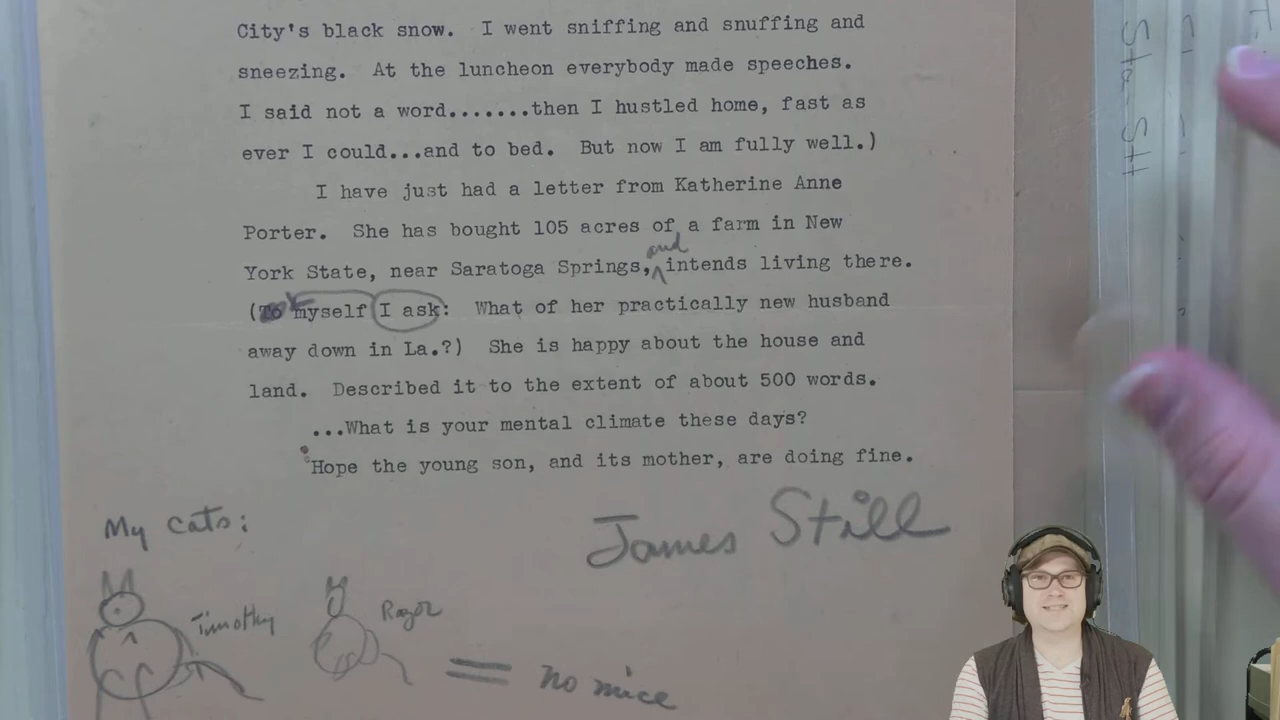 City's black snow.  I went sniffing and snuffing and
sneezing.  At the luncheon everybody made speeches.
I said not a word.......then I hustled home, fast as
ever I could...and to bed.  But now I am fully well.)
I have just had a letter from Katherine Anne
Porter.  She has bought 105 acres of a farm in New
and
York State, near Saratoga Springs, intends living there.
(To myself I ask:  What of her practically new husband
away down in La.?)  She is happy about the house and
land.  Described it to the extent of about 500 words.
...What is your mental climate these days?
Hope the young son, and its mother, are doing fine.
James Still
My cats:
Timothy
Roger
= no mice